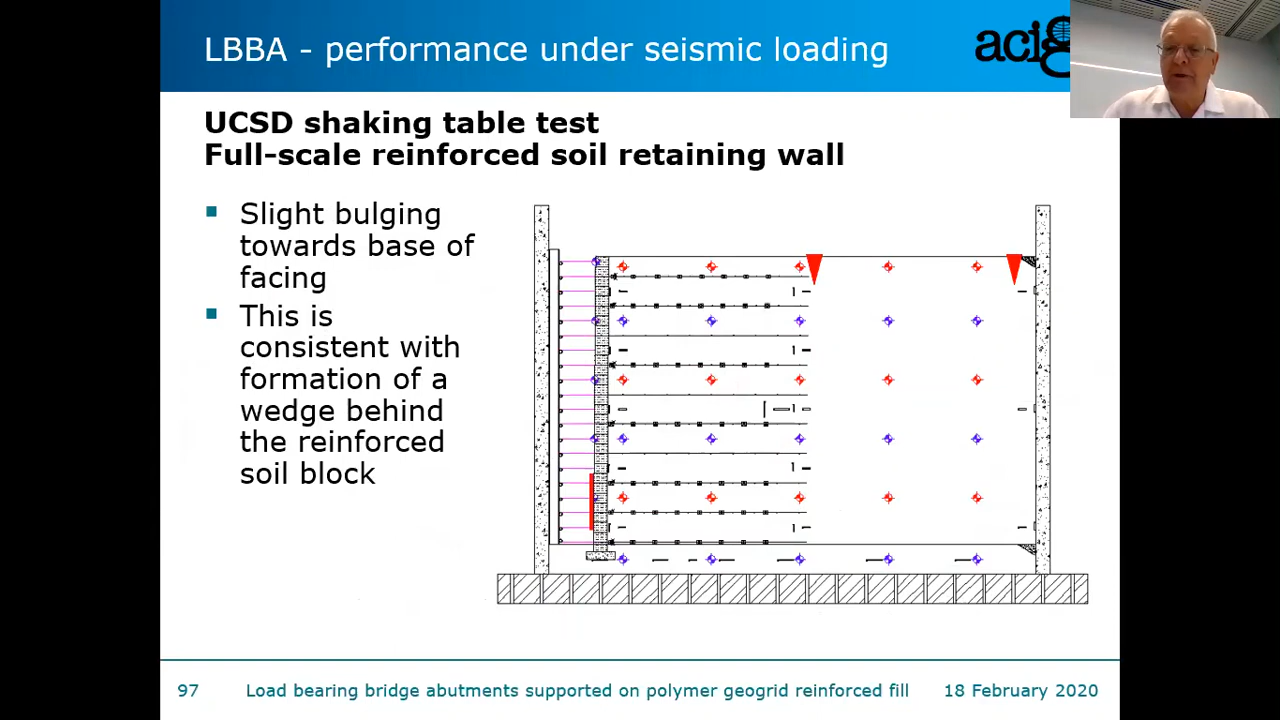 LBBA - performance under seismic loading
UCSD shaking table test
Full-scale reinforced soil retaining wall
Slight bulging
towards base of
facing
This is
consistent with
formation of a
wedge behind
the reinforced
soil block
97 Load bearing bridge abutments supported on polymer geogrid reinforced fill 18 February 2020